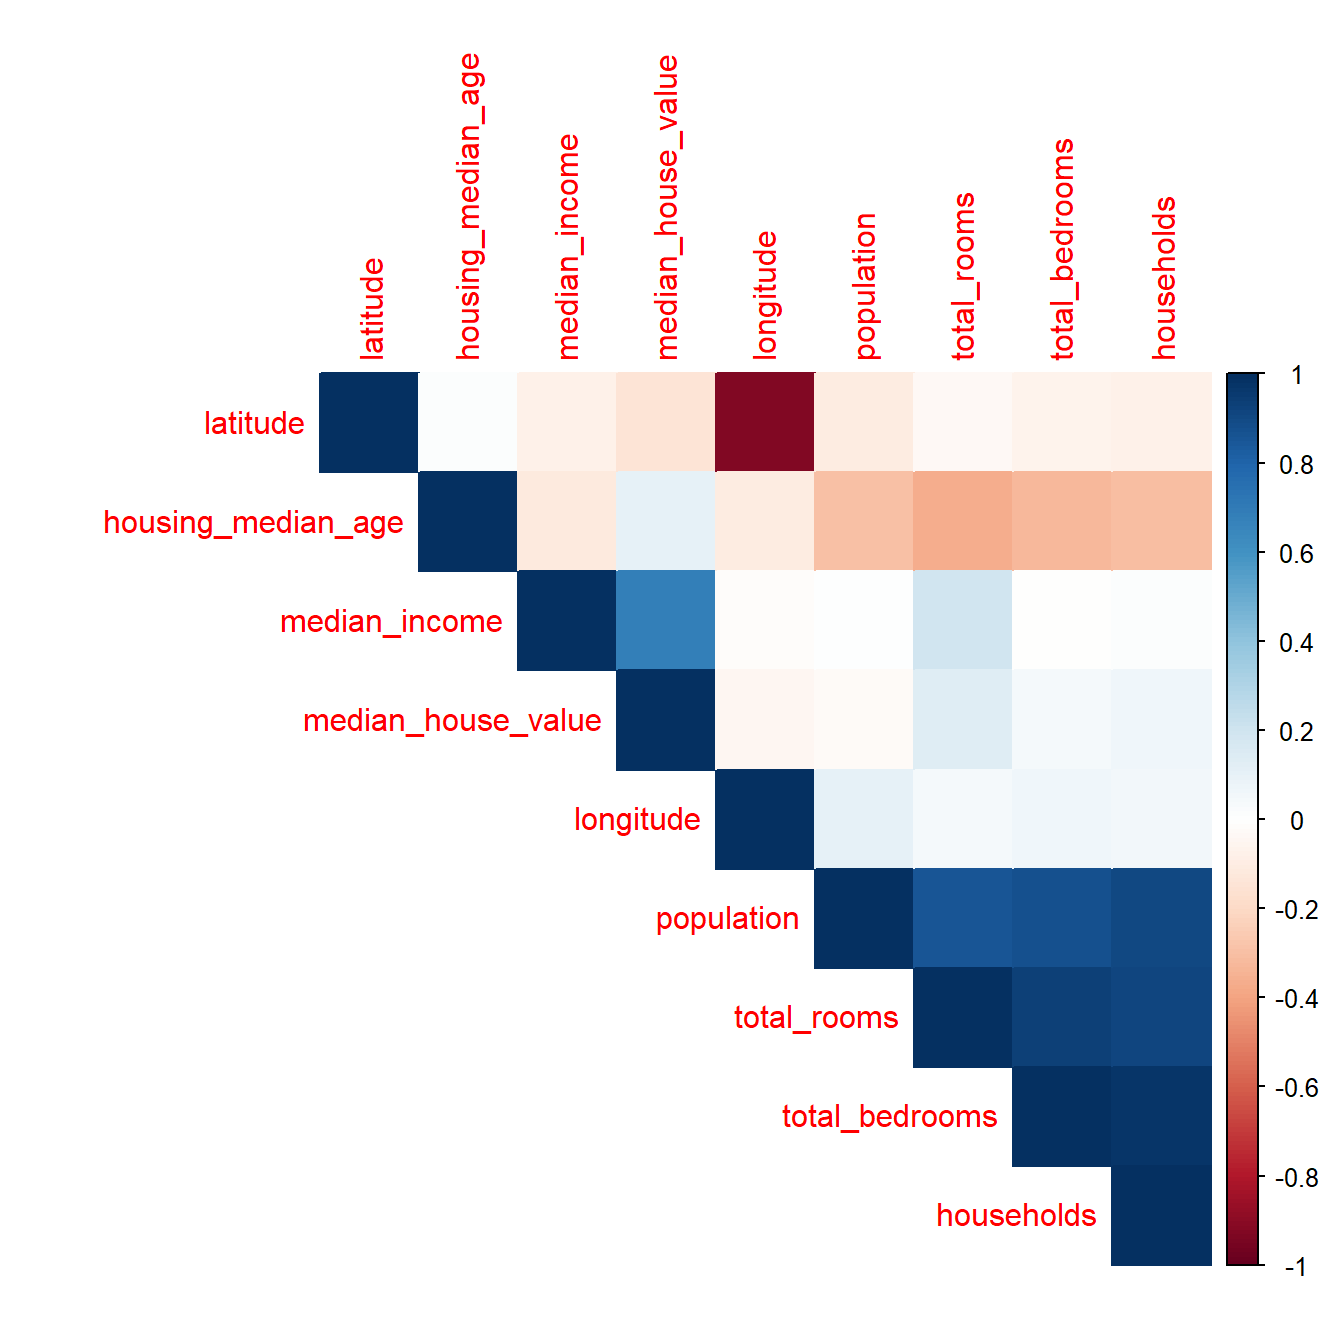 latitude
housing_median_age
median_income
median_house_value
longitude
population
total_rooms
total_bedrooms
households
latitude
housing_median_age
median_income
median_house_value
longitude
population
total_rooms
total_bedrooms
households
1
0.8
0.6
0.4
0.2
0
-0.2
-0.4
-0.6
-0.8
-1